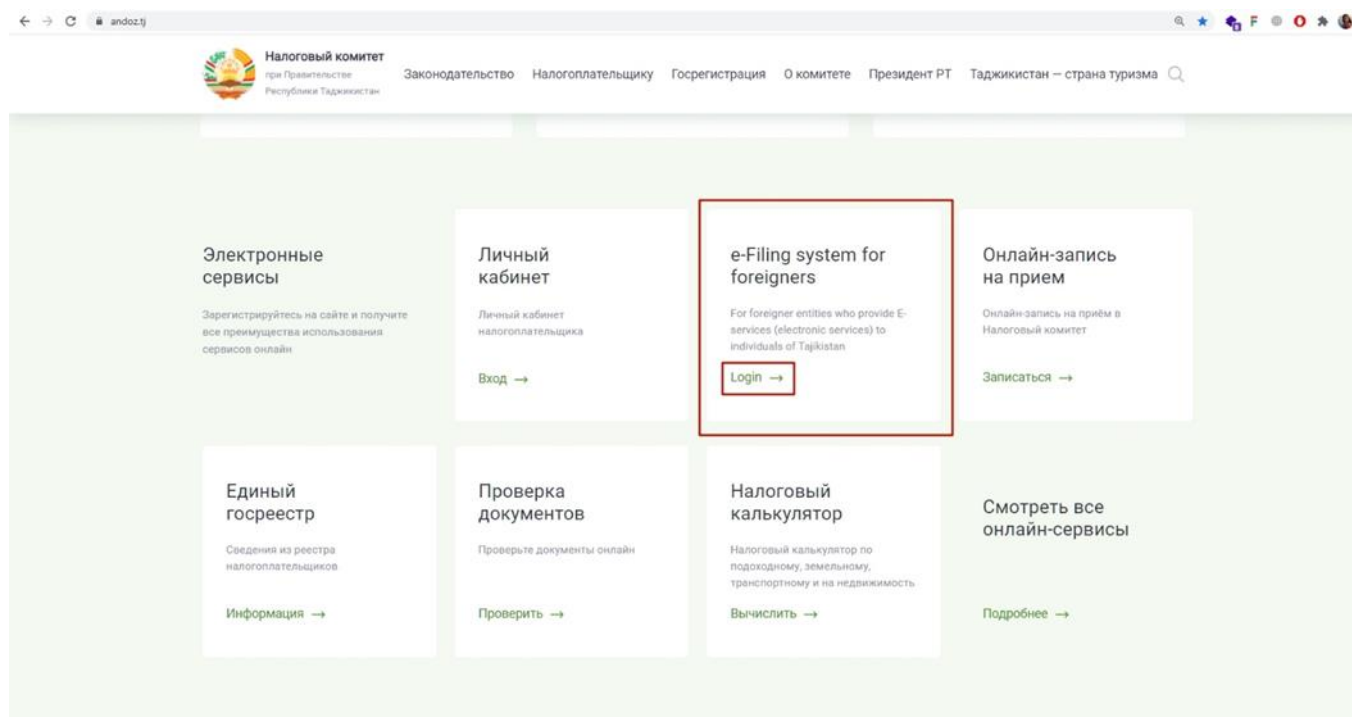 andoz.tj
Налоговый комитет
при Правительстве
Республики Таджикистан
Законодательство Налогоплательщику Госрегистрация О комитете Президент РТ Таджикистан — страна туризма
Электронные
сервисы
Зарегистрируйтесь на сайте и получите
все преимущества использования
сервисов онлайн
Личный
кабинет
Личный кабинет
налогоплательщика
Вход →
e-Filing system for
foreigners
For foreigner entities who provide E-
services (electronic services) to
individuals of Tajikistan
Login →
Онлайн-запись
на прием
Онлайн-запись на приём в
Налоговый комитет
Записаться →
Единый
госреестр
Сведения из реестра
налогоплательщиков
Информация →
Проверка
документов
Проверьте документы онлайн
Проверить →
Налоговый
калькулятор
Налоговый калькулятор по
подоходному, земельному,
транспортному и на недвижимость
Вычислить →
Смотреть все
онлайн-сервисы
Подробнее →